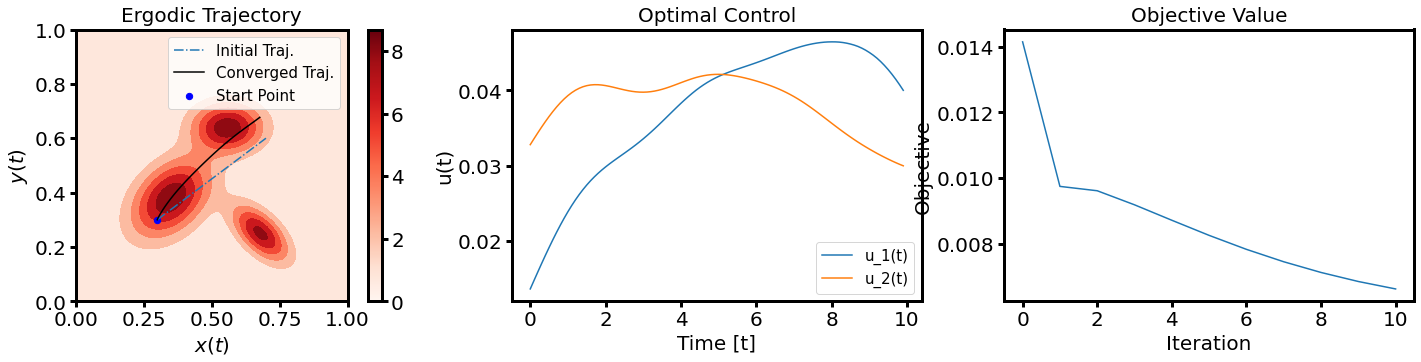 Ergodic Trajectory
Initial Traj.
Converged Traj.
Start Point
y(t)
1.0
0.8
0.6
0.4
0.2
0.0
0.00 0.25 0.50 0.75 1.00
x(t)
8
6
4
2
0
Optimal Control
u(t)
0.04
0.03
0.02
u_1(t)
u_2(t)
0 2 4 6 8 10
Time [t]
Objective Value
Objective
0.014
0.012
0.010
0.008
0 2 4 6 8 10
Iteration